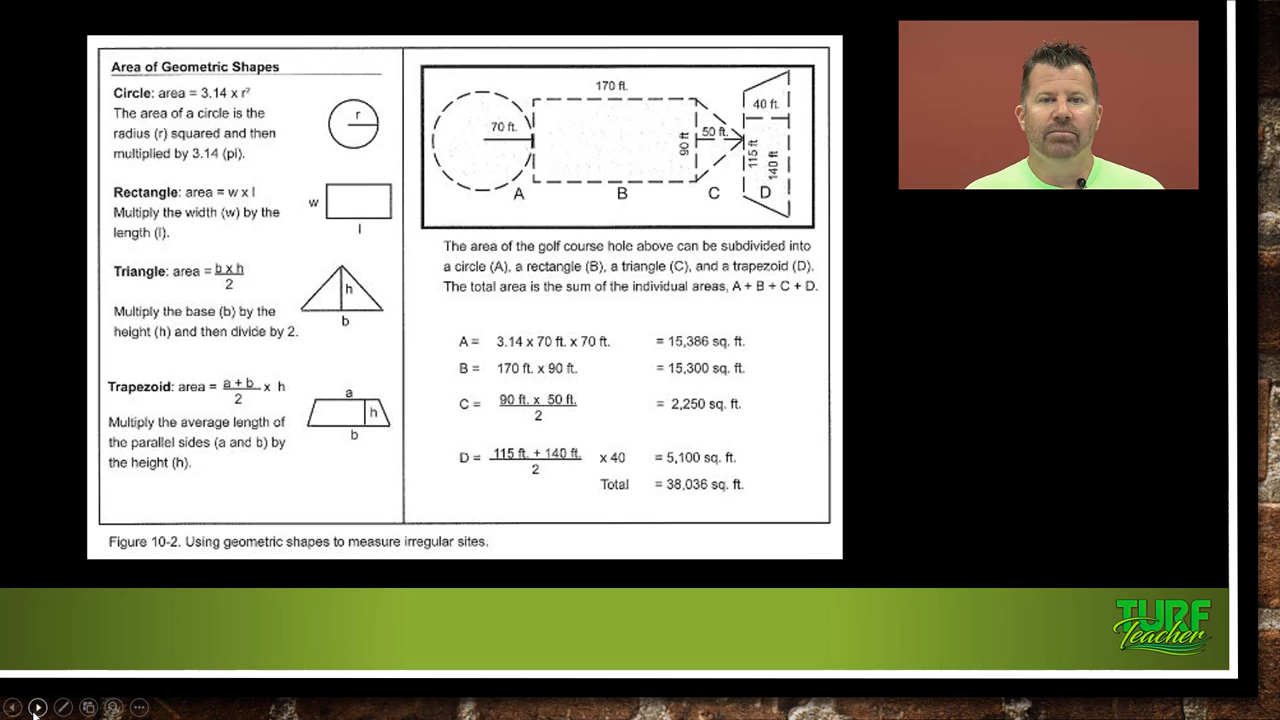 Area of Geometric Shapes
Circle: area = 3.14 x r²
The area of a circle is the
radius (r) squared and then
multiplied by 3.14 (pi).
r
Rectangle: area = w x l
Multiply the width (w) by the
length (l).
w
l
Triangle: area = b x h
2
Multiply the base (b) by the
height (h) and then divide by 2.
h
b
Trapezoid: area = a + b x h
2
Multiply the average length of
the parallel sides (a and b) by
the height (h).
a
h
b
170 ft.
70 ft.
90 ft
50 ft.
40 ft.
115 ft
140 ft
A
B
C
D
The area of the golf course hole above can be subdivided into
a circle (A), a rectangle (B), a triangle (C), and a trapezoid (D).
The total area is the sum of the individual areas, A + B + C + D.
A = 3.14 x 70 ft. x 70 ft. = 15,386 sq. ft.
B = 170 ft. x 90 ft. = 15,300 sq. ft.
C = 90 ft. x 50 ft. = 2,250 sq. ft.
2
D = 115 ft. + 140 ft. x 40 = 5,100 sq. ft.
2
Total = 38,036 sq. ft.
Figure 10-2. Using geometric shapes to measure irregular sites.
TURF
Teacher